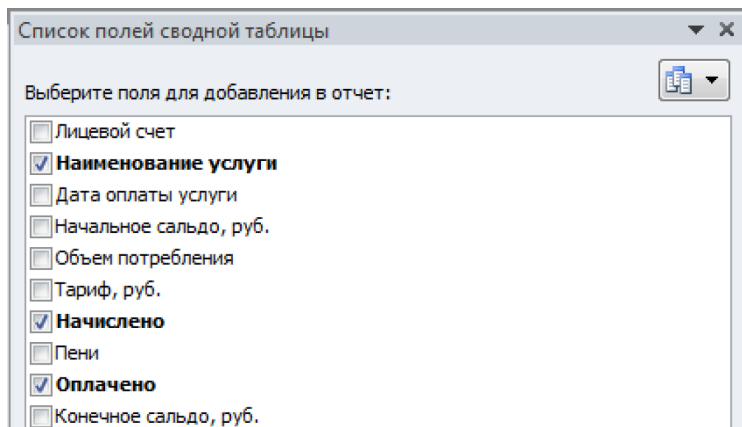 Список полей сводной таблицы
Выберите поля для добавления в отчет:
Лицевой счет
Наименование услуги
Дата оплаты услуги
Начальное сальдо, руб.
Объем потребления
Тариф, руб.
Начислено
Пени
Оплачено
Конечное сальдо, руб.